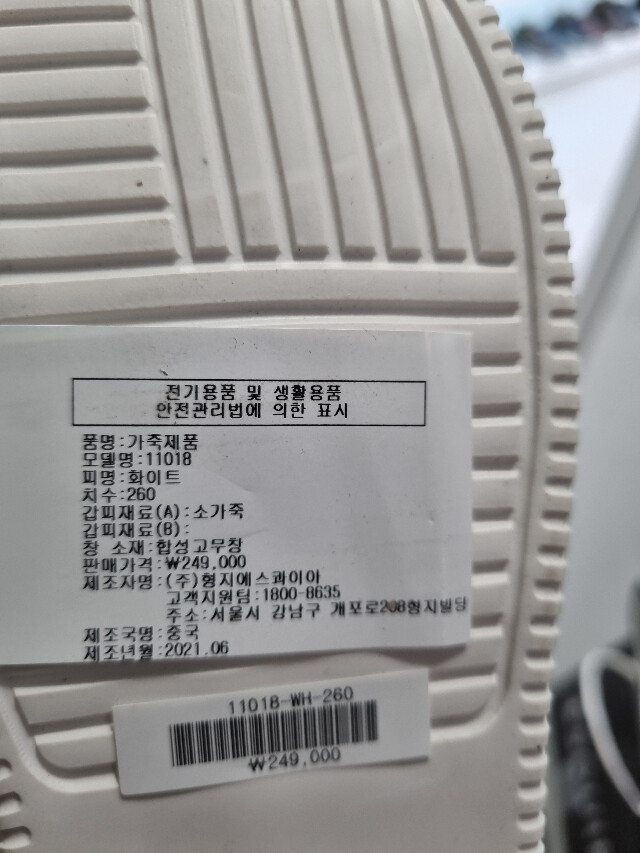 전기용품 및 생활용품
안전관리법에 의한 표시
품명:가죽제품
모델명:11018
피명:화이트
치수:260
갑피재료(A):소가죽
갑피재료(B):
창 소재:합성고무창
판매가격:₩249,000
제조자명:(주)형지에스콰이아
고객지원팀:1800-8635
주소:서울시 강남구 개포로208형지빌딩
제조국명:중국
제조년월:2021.06
11018-WH-260
₩249,000